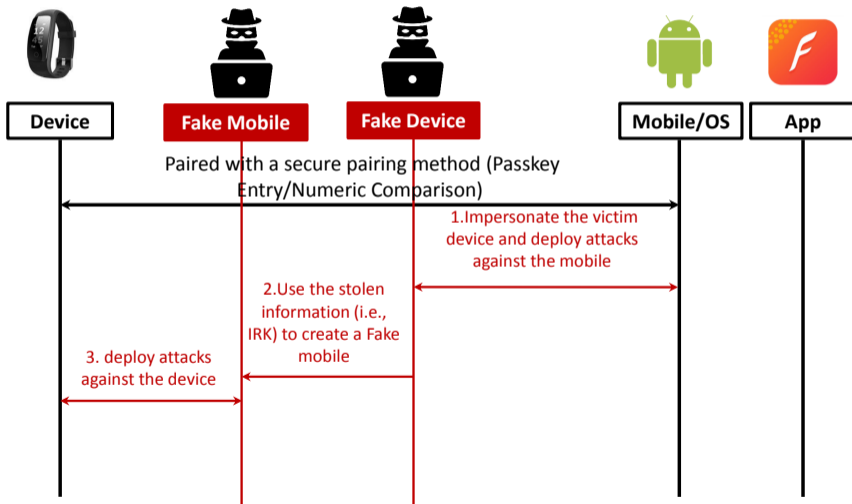 Device
Fake Mobile
Fake Device
Mobile/OS
App
Paired with a secure pairing method (Passkey
Entry/Numeric Comparison)
1.Impersonate the victim
device and deploy attacks
against the mobile
2.Use the stolen
information (i.e.,
IRK) to create a Fake
mobile
3. deploy attacks
against the device